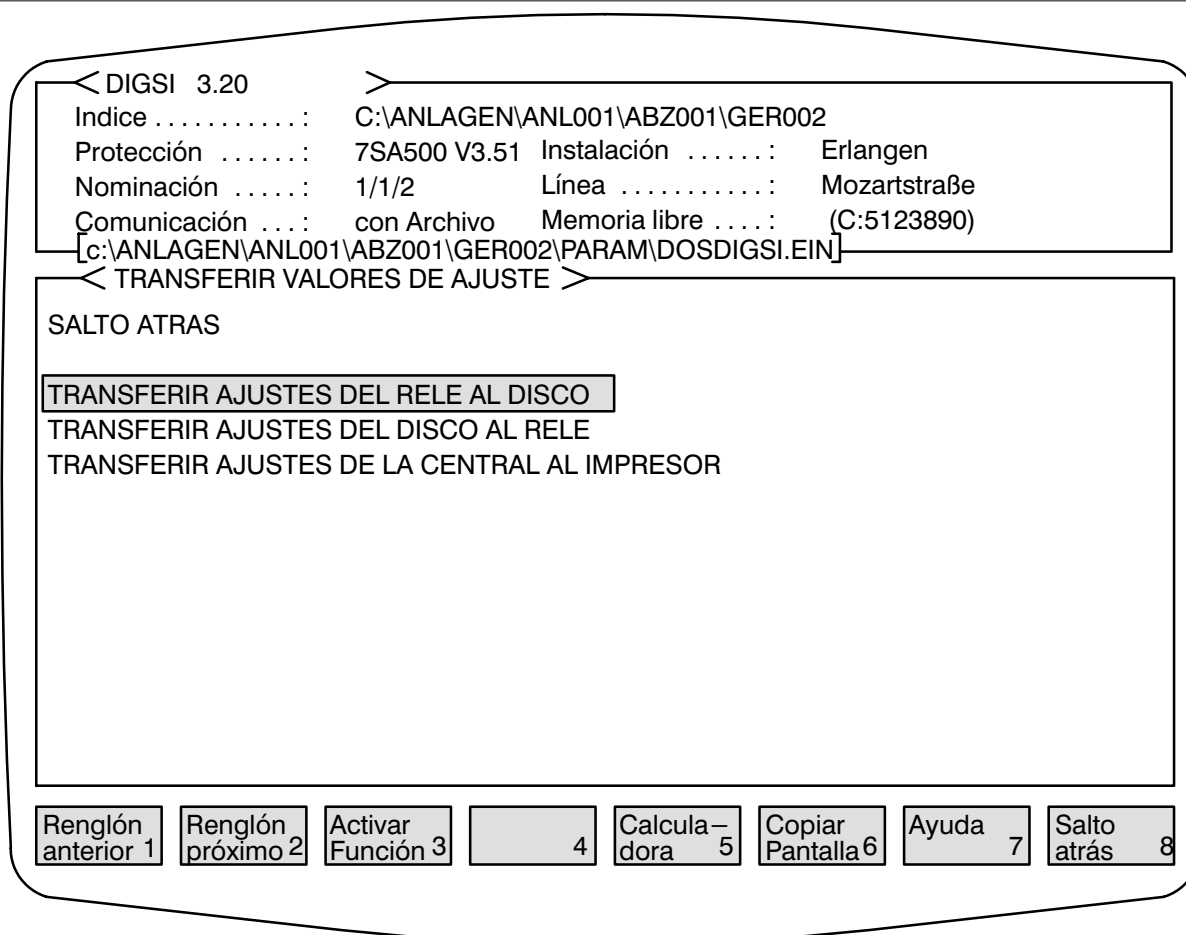 DIGSI 3.20
Indice . . . . . . . . . . . : C:\ANLAGEN\ANL001\ABZ001\GER002
Protección . . . . . . : 7SA500 V3.51 Instalación . . . . . . : Erlangen
Nominación . . . . . : 1/1/2 Línea . . . . . . . . . . . : Mozartstraße
Comunicación . . . : con Archivo Memoria libre . . . . : (C:5123890)
[c:\ANLAGEN\ANL001\ABZ001\GER002\PARAM\DOSDIGSI.EIN]
TRANSFERIR VALORES DE AJUSTE
SALTO ATRAS
TRANSFERIR AJUSTES DEL RELE AL DISCO
TRANSFERIR AJUSTES DEL DISCO AL RELE
TRANSFERIR AJUSTES DE LA CENTRAL AL IMPRESOR
Renglón
anterior 1
Renglón
próximo 2
Activar
Función 3
4
Calcula–
dora 5
Copiar
Pantalla 6
Ayuda
7
Salto
atrás 8